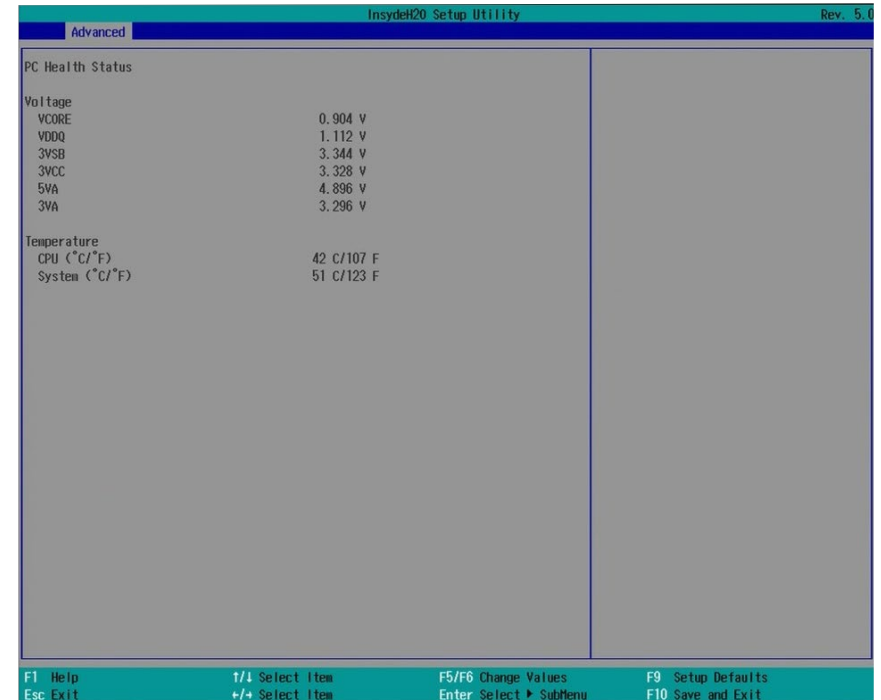 InsydeH20 Setup Utility Rev. 5.0
Advanced
PC Health Status
Voltage
VCORE 0.904 V
VDDQ 1.112 V
3VSB 3.344 V
3VCC 3.328 V
5VA 4.896 V
3VA 3.296 V
Temperature
CPU (°C/°F) 42 C/107 F
System (°C/°F) 51 C/123 F
F1 Help ↑/↓ Select Item F5/F6 Change Values F9 Setup Defaults
Esc Exit ←/→ Select Item Enter Select ▶ SubMenu F10 Save and Exit